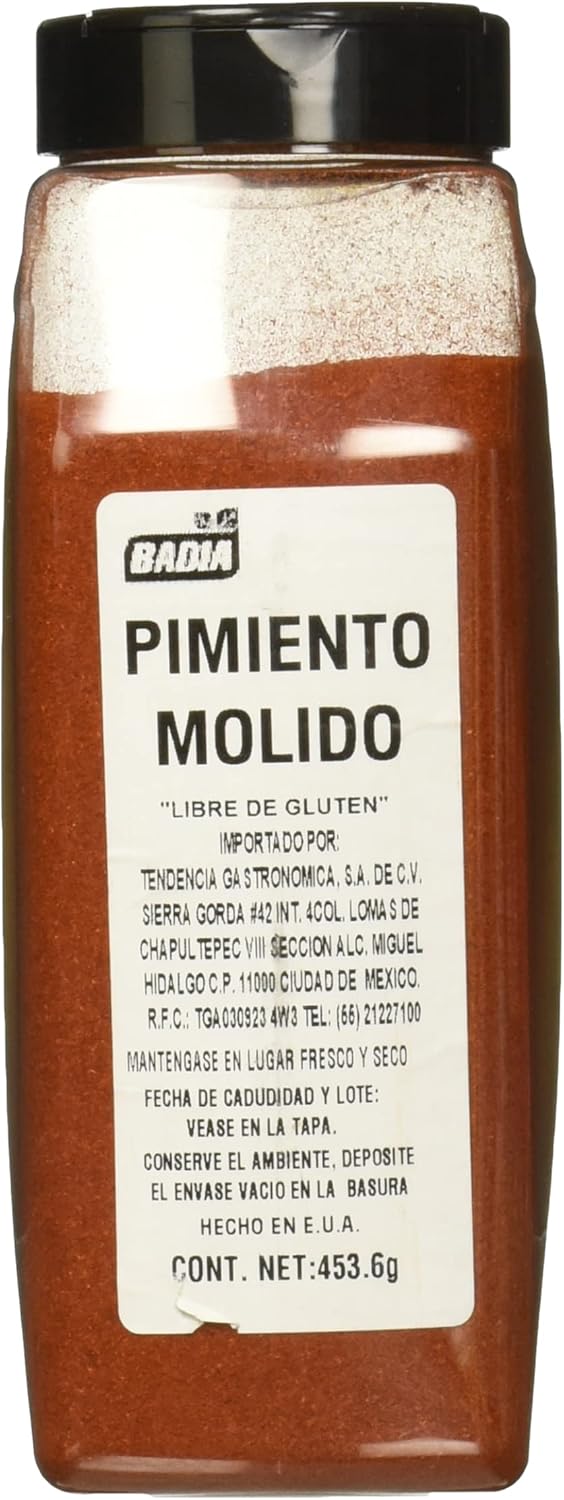 BADIA
PIMIENTO
MOLIDO
"LIBRE DE GLUTEN"
IMPORTADO POR:
TENDENCIA GASTRONOMICA, S.A. DE C.V.
SIERRA GORDA #42 INT. 4COL. LOMAS DE
CHAPULTEPEC VIII SECCION ALC. MIGUEL
HIDALGO C.P. 11000 CIUDAD DE MEXICO.
R.F.C.: TGA030923 4W3 TEL: (55) 21227100
MANTENGASE EN LUGAR FRESCO Y SECO
FECHA DE CADUDIDAD Y LOTE:
VEASE EN LA TAPA.
CONSERVE EL AMBIENTE, DEPOSITE
EL ENVASE VACIO EN LA BASURA
HECHO EN E.U.A.
CONT. NET:453.6g